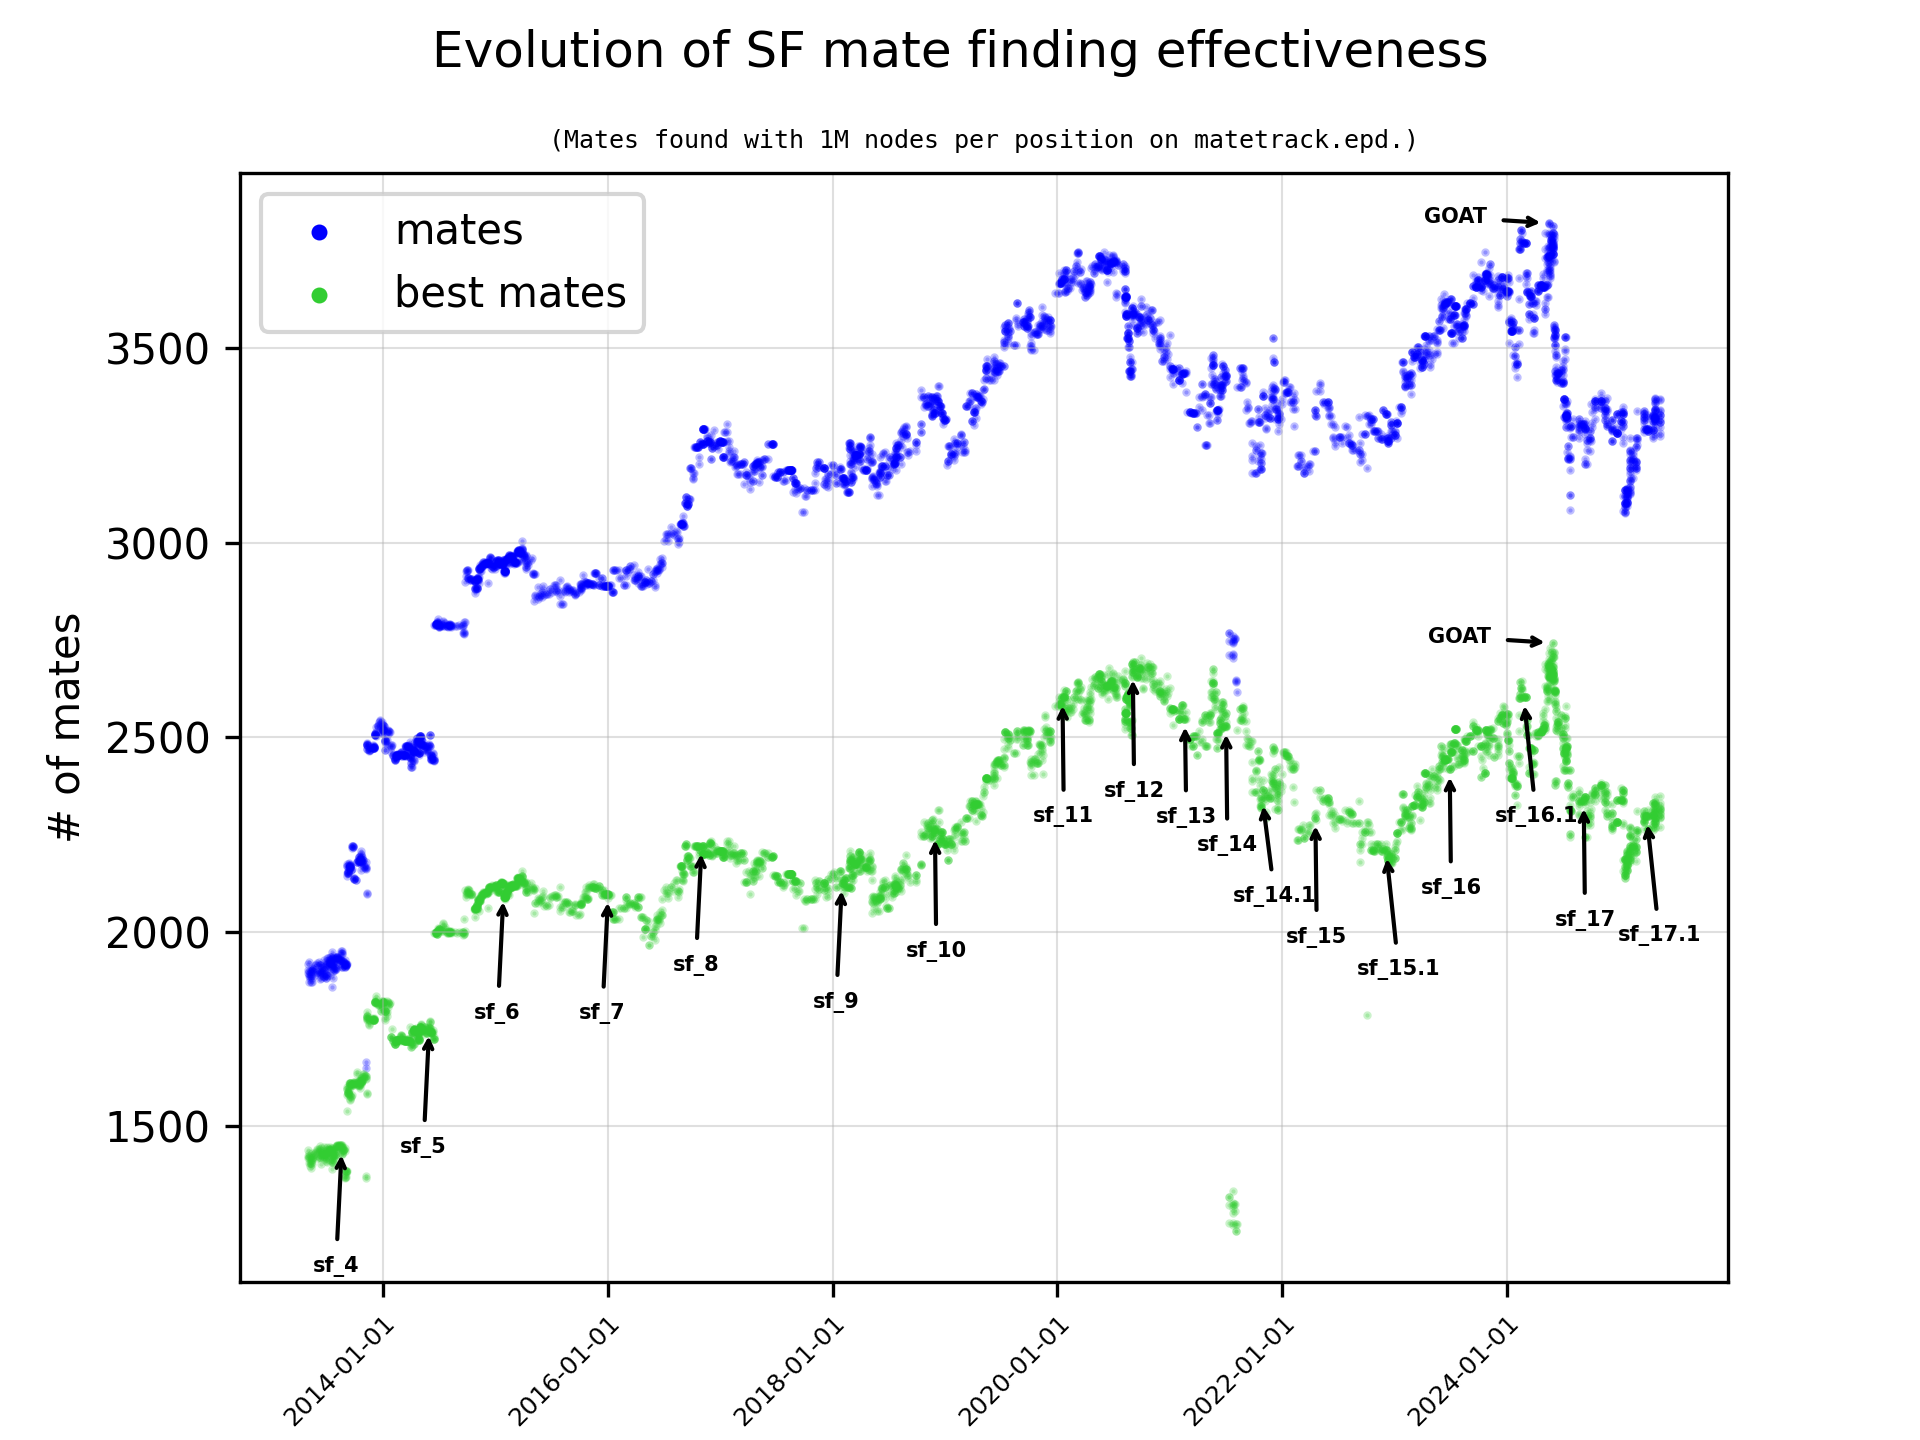 Evolution of SF mate finding effectiveness
(Mates found with 1M nodes per position on matetrack.epd.)
mates
best mates
GOAT
GOAT
# of mates
3500
3000
2500
2000
1500
sf_4
sf_5
sf_6
sf_7
sf_8
sf_9
sf_10
sf_11
sf_12
sf_13
sf_14
sf_14.1
sf_15
sf_15.1
sf_16
sf_16.1
sf_17
sf_17.1
2014-01-01
2016-01-01
2018-01-01
2020-01-01
2022-01-01
2024-01-01